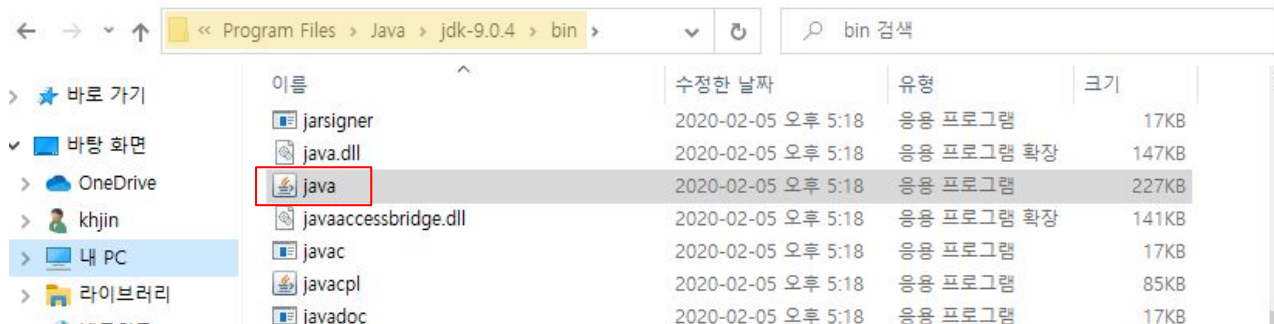 « Program Files > Java > jdk-9.0.4 > bin >
bin 검색
바로 가기
바탕 화면
OneDrive
khjin
내 PC
라이브러리
이름 수정한 날짜 유형 크기
jarsigner 2020-02-05 오후 5:18 응용 프로그램 17KB
java.dll 2020-02-05 오후 5:18 응용 프로그램 확장 147KB
java 2020-02-05 오후 5:18 응용 프로그램 227KB
javaaccessbridge.dll 2020-02-05 오후 5:18 응용 프로그램 확장 141KB
javac 2020-02-05 오후 5:18 응용 프로그램 17KB
javacpl 2020-02-05 오후 5:18 응용 프로그램 85KB
javadoc 2020-02-05 오후 5:18 응용 프로그램 17KB